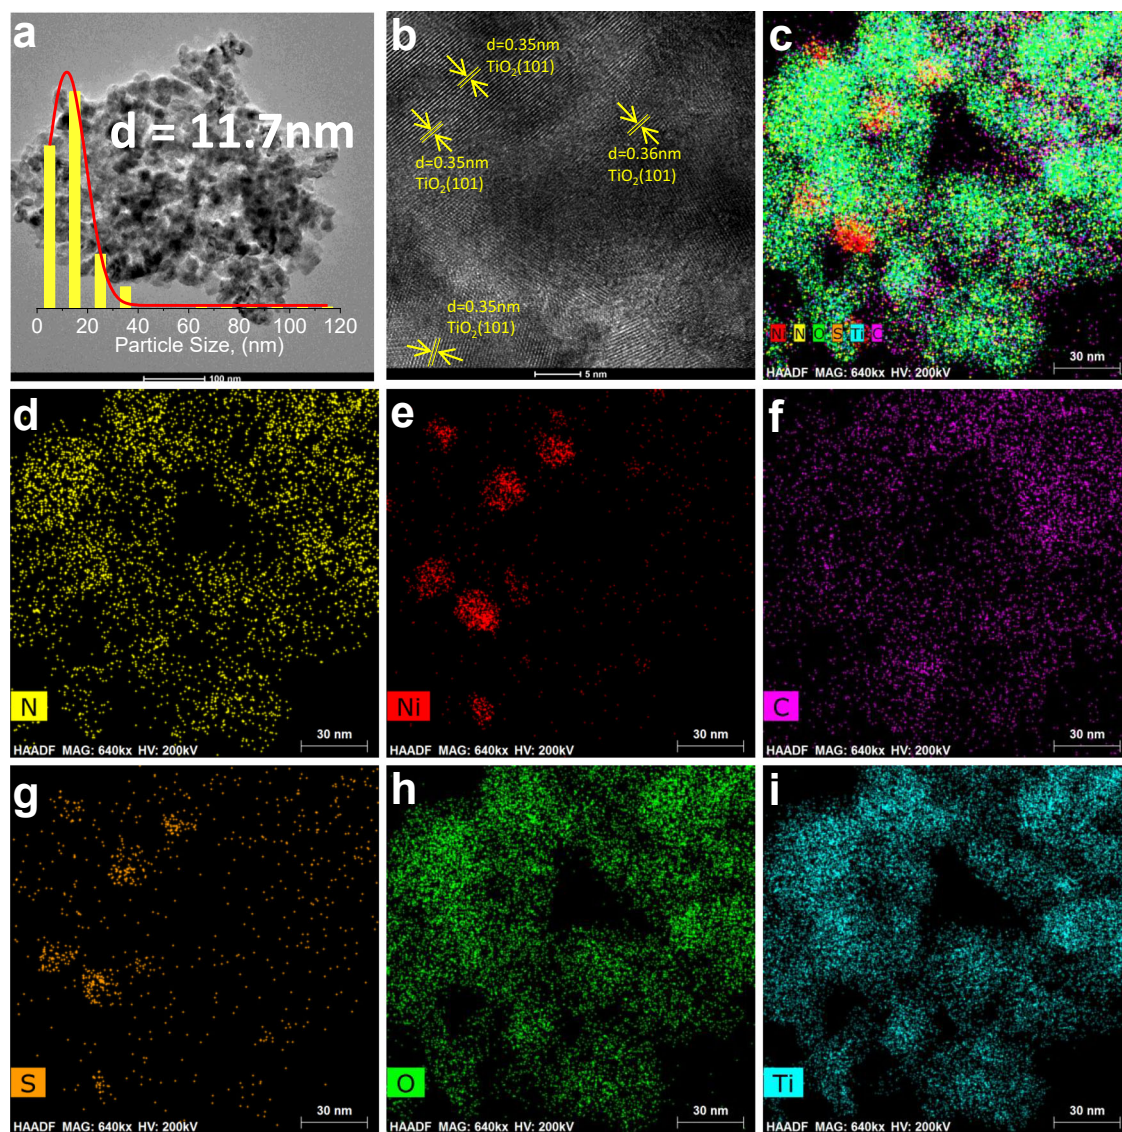 a
d = 11.7nm
0 20 40 60 80 100 120
Particle Size, (nm)
100 nm
b
d=0.35nm
TiO₂(101)
d=0.35nm
TiO₂(101)
d=0.36nm
TiO₂(101)
d=0.35nm
TiO₂(101)
5 nm
c
Ni N O S Ti C
30 nm
HAADF MAG: 640kx HV: 200kV
d
N
30 nm
HAADF MAG: 640kx HV: 200kV
e
Ni
30 nm
HAADF MAG: 640kx HV: 200kV
f
C
30 nm
HAADF MAG: 640kx HV: 200kV
g
S
30 nm
HAADF MAG: 640kx HV: 200kV
h
O
30 nm
HAADF MAG: 640kx HV: 200kV
i
Ti
30 nm
HAADF MAG: 640kx HV: 200kV